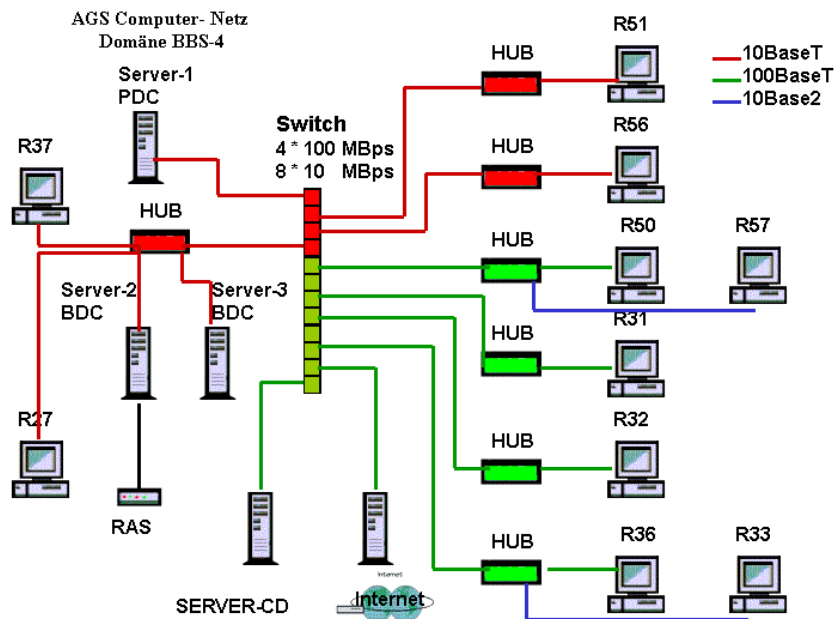 AGS Computer- Netz
Domäne BBS-4
Server-1
PDC
R37
HUB
Switch
4 * 100 MBps
8 * 10 MBps
HUB
R51
10BaseT
100BaseT
10Base2
HUB
R56
HUB
R50
R57
Server-2
BDC
Server-3
BDC
HUB
R31
R27
HUB
R32
RAS
HUB
R36
R33
SERVER-CD
Internet
Internet